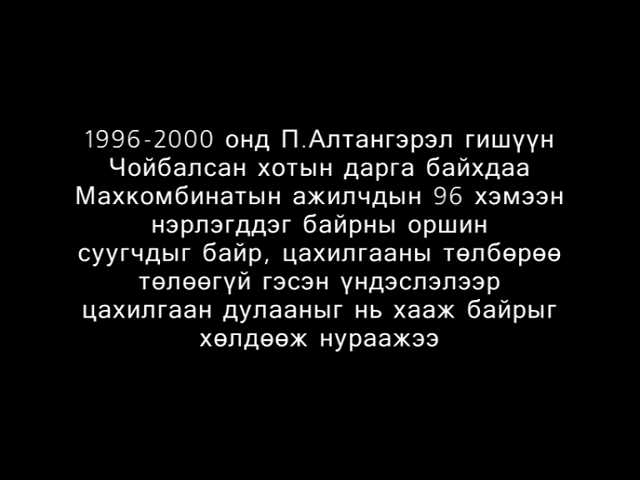 1996-2000 онд П.Алтангэрэл гишүүн
Чойбалсан хотын дарга байхдаа
Махкомбинатын ажилчдын 96 хэмээн
нэрлэгддэг байрны оршин
суугчдыг байр, цахилгааны төлбөрөө
төлөөгүй гэсэн үндэслэлээр
цахилгаан дулааныг нь хааж байрыг
хөлдөөж нураажээ